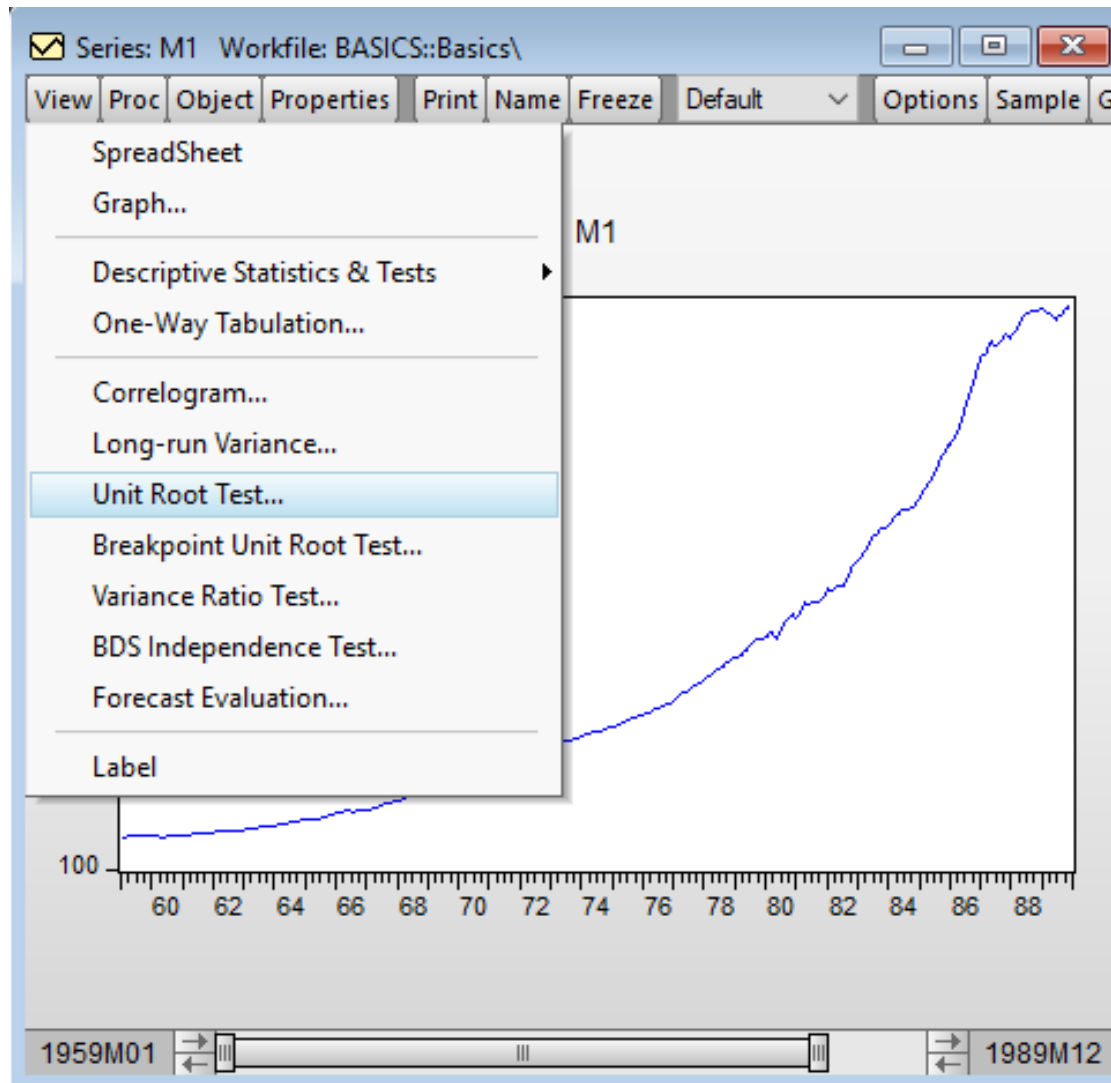 Series: M1 Workfile: BASICS::Basics\
View Proc Object Properties Print Name Freeze Default Options Sample G
SpreadSheet
Graph...
M1
Descriptive Statistics & Tests
One-Way Tabulation...
Correlogram...
Long-run Variance...
Unit Root Test...
Breakpoint Unit Root Test...
Variance Ratio Test...
BDS Independence Test...
Forecast Evaluation...
Label
100
60 62 64 66 68 70 72 74 76 78 80 82 84 86 88
1959M01 1989M12